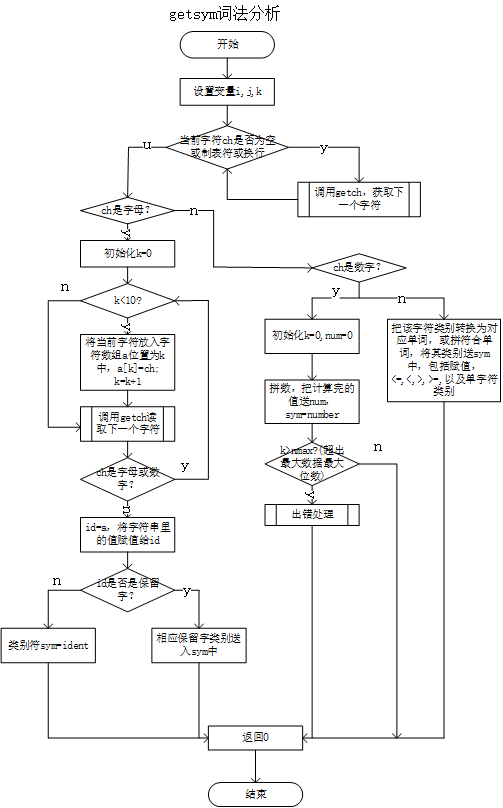 getsym词法分析
开始
设置变量i,j,k
当前字符ch是否为空
或制表符或换行
u
y
调用getch，获取下
一个字符
ch是字母？
n
y
初始化k=0
ch是数字？
n
k<10？
y
y
n
将当前字符放入字
符数组a位置为k
中，a[k]=ch;
k=k+1
初始化k=0,num=0
把该字符类别转换为对
应单词，或拼符合单
词，将其类别送sym
中，包括赋值，
<=,<,>,>=,以及单字符
类别
调用getch读
取下一个字符
拼数，把计算完的
值送num，
sym=number
ch是字母或数
字？
y
n
k>nmax?(超出
最大数据最大
位数)
n
y
id=a，将字符串里
的值赋值给id
出错处理
id是否是保留
字？
n
y
类别符sym=ident
相应保留字类别送
入sym中
返回0
结束